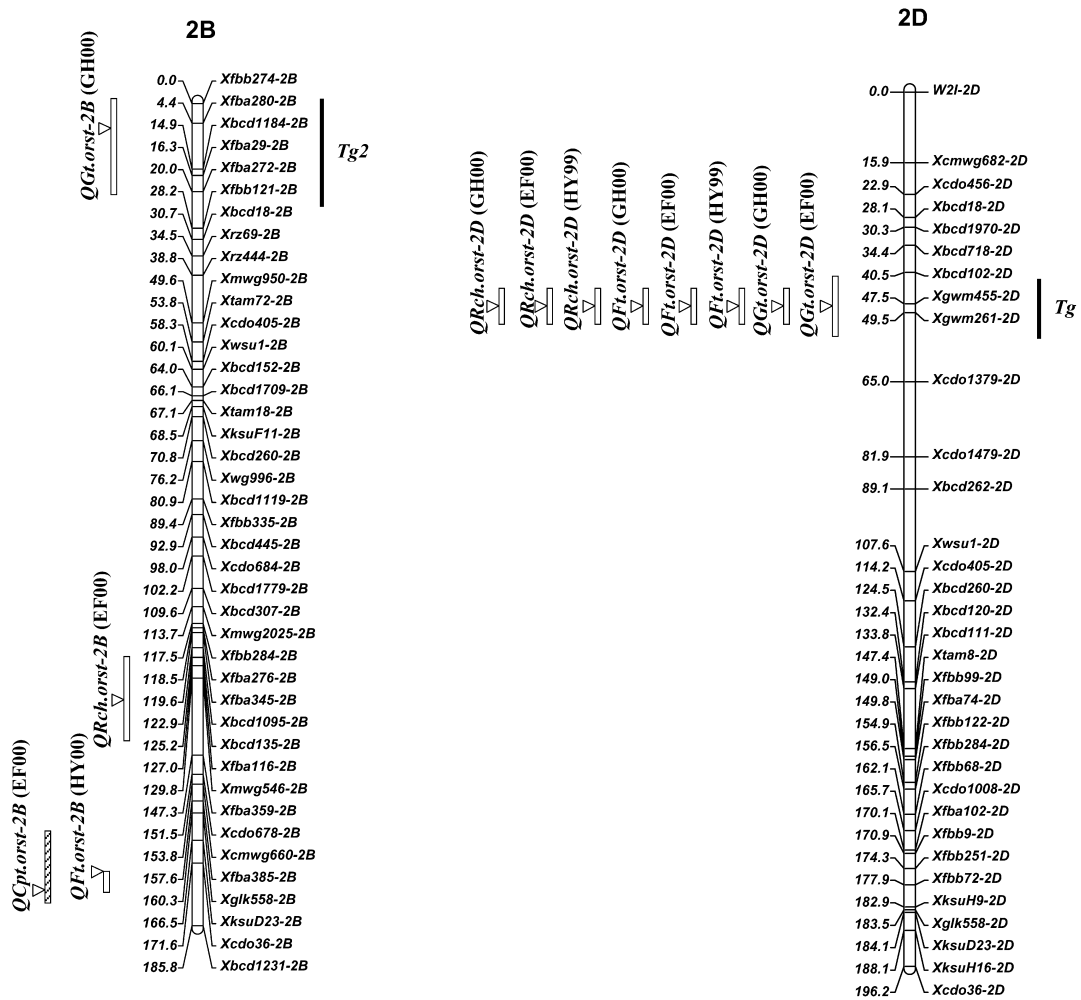 2B
QGt.orst-2B (GH00)
QRch.orst-2B (EF00)
QCpt.orst-2B (EF00)
QFt.orst-2B (HY00)
0.0 Xfbb274-2B
4.4 Xfba280-2B
14.9 Xbcd1184-2B
16.3 Xfba29-2B
20.0 Xfba272-2B
28.2 Xfbb121-2B
30.7 Xbcd18-2B
34.5 Xrz69-2B
38.8 Xrz444-2B
49.6 Xmwg950-2B
53.8 Xtam72-2B
58.3 Xcdo405-2B
60.1 Xwsu1-2B
64.0 Xbcd152-2B
66.1 Xbcd1709-2B
67.1 Xtam18-2B
68.5 XksuF11-2B
70.8 Xbcd260-2B
76.2 Xwg996-2B
80.9 Xbcd1119-2B
89.4 Xfbb335-2B
92.9 Xbcd445-2B
98.0 Xcdo684-2B
102.2 Xbcd1779-2B
109.6 Xbcd307-2B
113.7 Xmwg2025-2B
117.5 Xfbb284-2B
118.5 Xfba276-2B
119.6 Xfba345-2B
122.9 Xbcd1095-2B
125.2 Xbcd135-2B
127.0 Xfba116-2B
129.8 Xmwg546-2B
147.3 Xfba359-2B
151.5 Xcdo678-2B
153.8 Xcmwg660-2B
157.6 Xfba385-2B
160.3 Xglk558-2B
166.5 XksuD23-2B
171.6 Xcdo36-2B
185.8 Xbcd1231-2B
Tg2
2D
QRch.orst-2D (GH00)
QRch.orst-2D (EF00)
QRch.orst-2D (HY99)
QFt.orst-2D (GH00)
QFt.orst-2D (EF00)
QFt.orst-2D (HY99)
QGt.orst-2D (GH00)
QGt.orst-2D (EF00)
0.0 W2I-2D
15.9 Xcmwg682-2D
22.9 Xcdo456-2D
28.1 Xbcd18-2D
30.3 Xbcd1970-2D
34.4 Xbcd718-2D
40.5 Xbcd102-2D
47.5 Xgwm455-2D
49.5 Xgwm261-2D
65.0 Xcdo1379-2D
81.9 Xcdo1479-2D
89.1 Xbcd262-2D
107.6 Xwsu1-2D
114.2 Xcdo405-2D
124.5 Xbcd260-2D
132.4 Xbcd120-2D
133.8 Xbcd111-2D
147.4 Xtam8-2D
149.0 Xfbb99-2D
149.8 Xfba74-2D
154.9 Xfbb122-2D
156.5 Xfbb284-2D
162.1 Xfbb68-2D
165.7 Xcdo1008-2D
170.1 Xfba102-2D
170.9 Xfbb9-2D
174.3 Xfbb251-2D
177.9 Xfbb72-2D
182.9 XksuH9-2D
183.5 Xglk558-2D
184.1 XksuD23-2D
188.1 XksuH16-2D
196.2 Xcdo36-2D
Tg